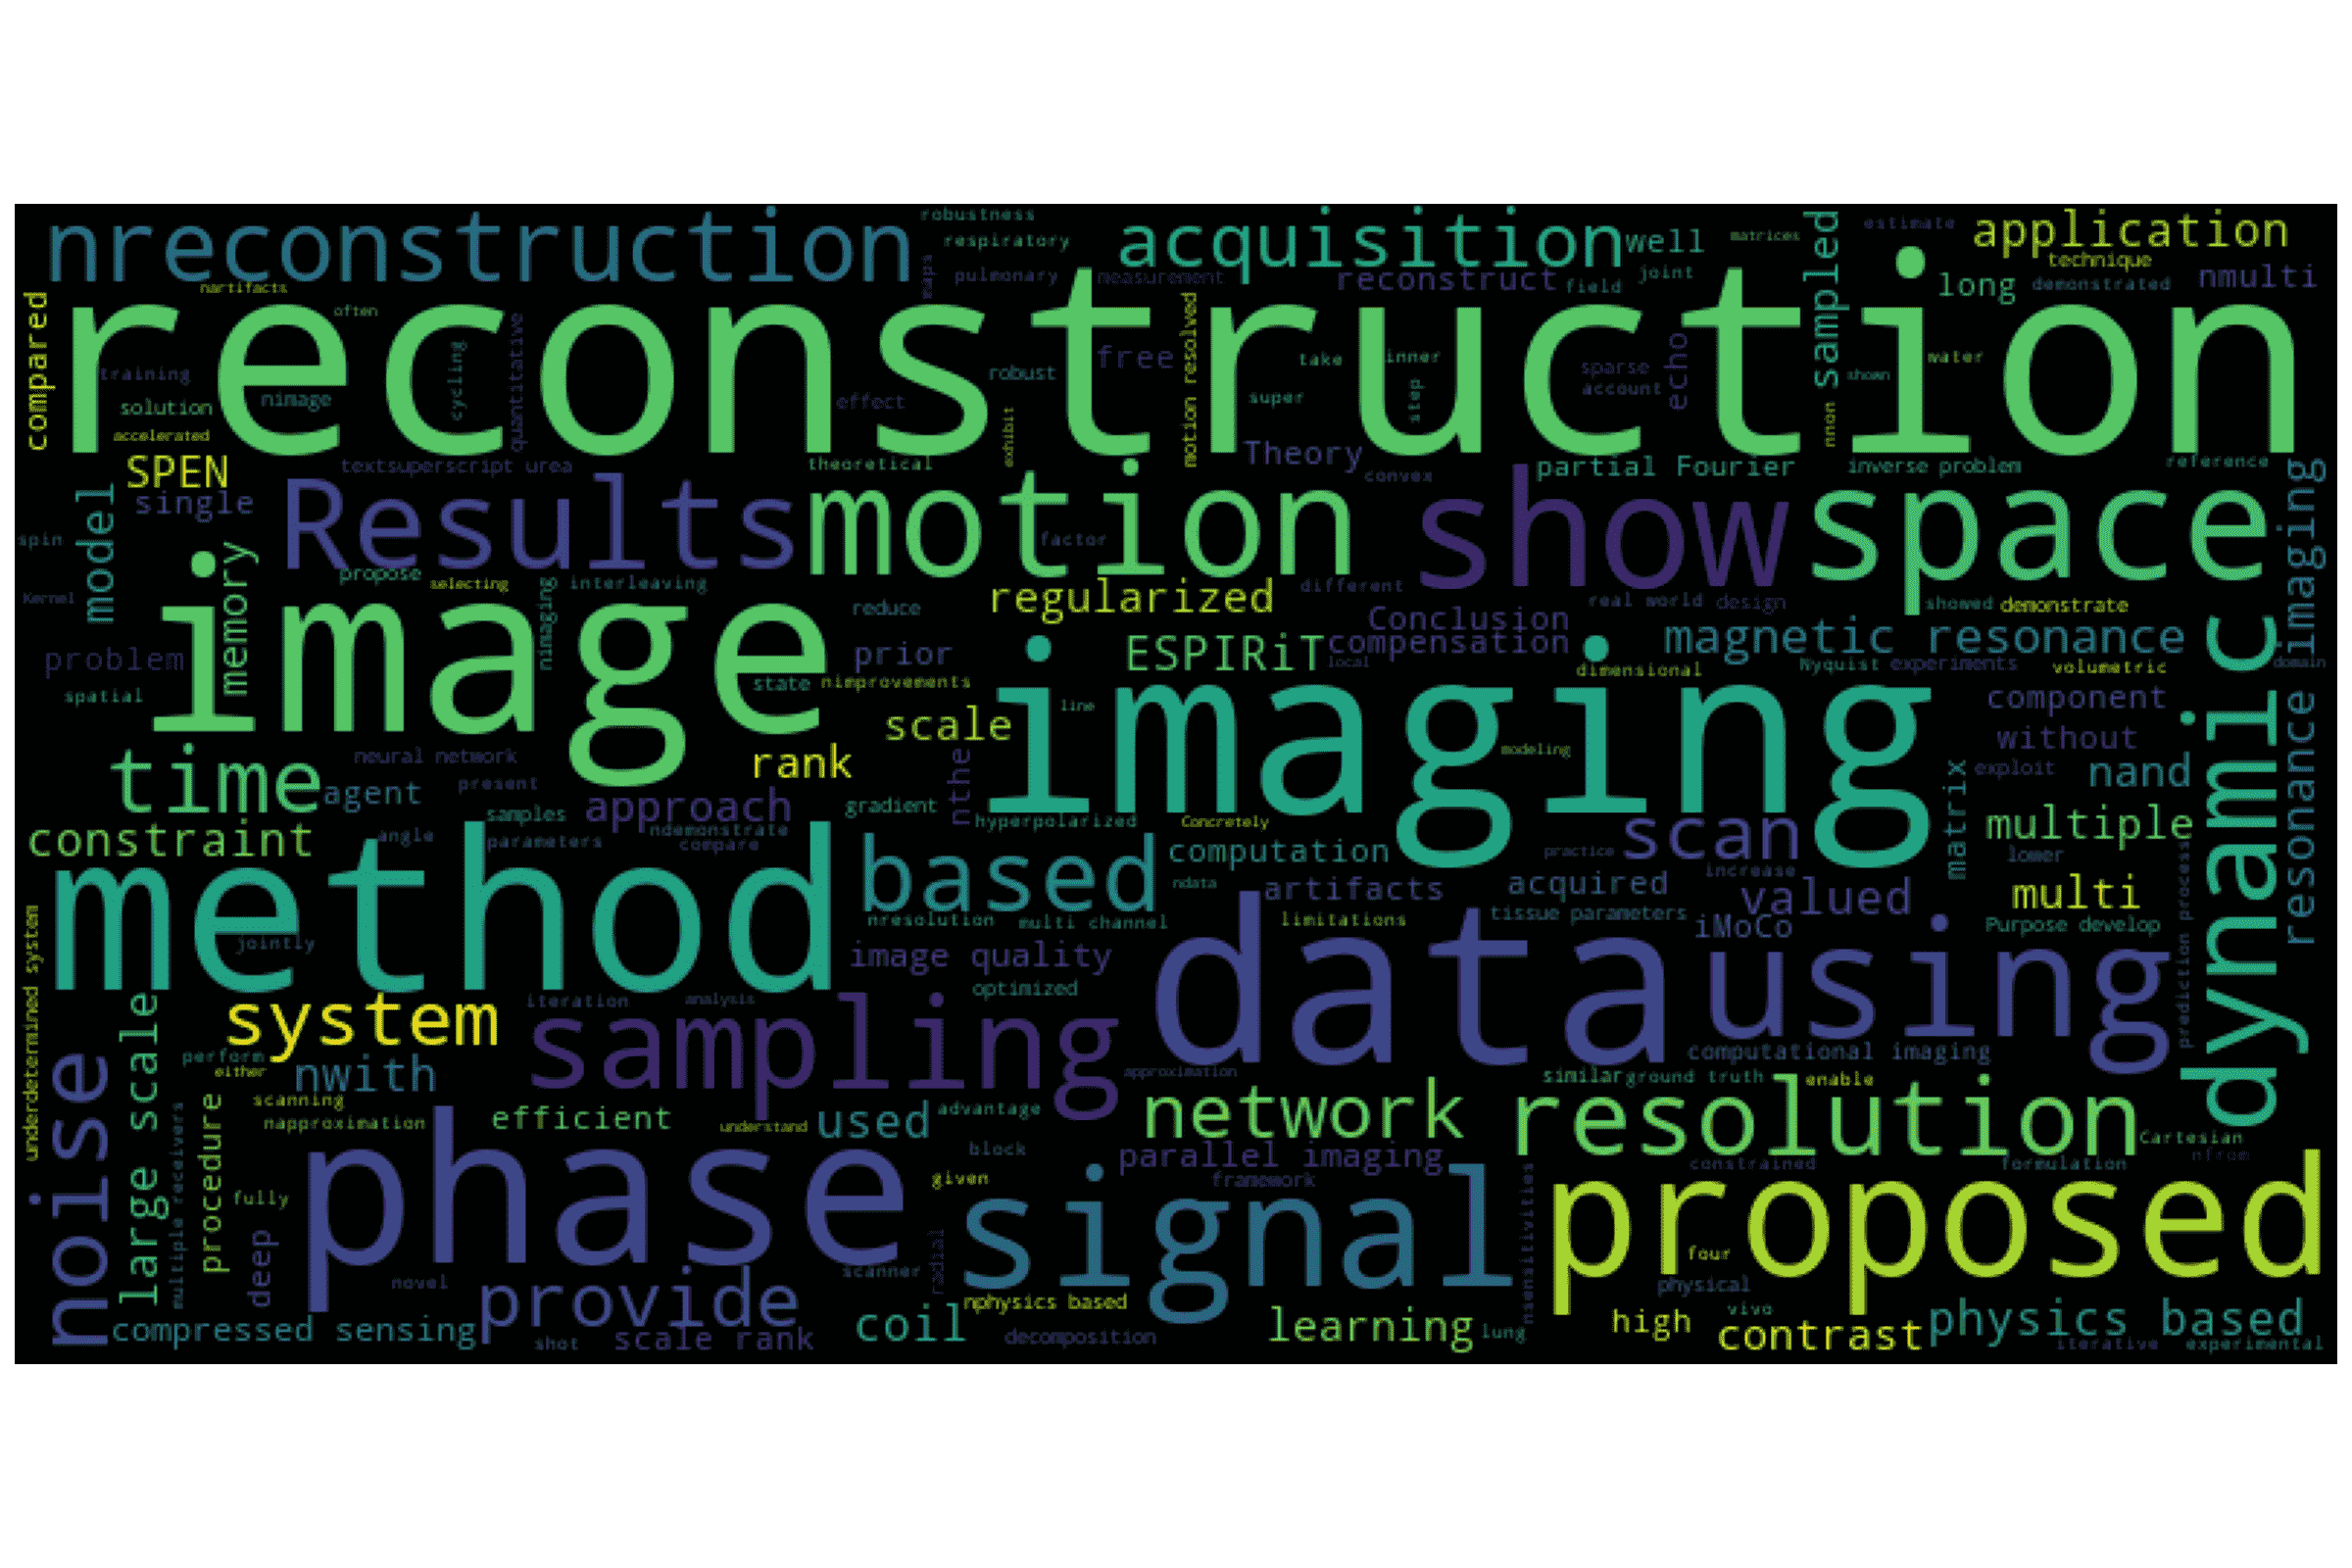 nreconstruction
robustness
respiratory
pulmonary
maps
acquisition
measurement
well
reconstruct
field
joint
matrices
sampled
estimate
application
technique
long
demonstrated
nmulti
nartifacts
often
compared
reconstruction
training
solution
nimage
accelerated
cycling
quantitative
effect
robust
exhibit
free
motion resolved
take
inner
super
step
sparse
account
echo
nnon
water
shown
SPEN
single
textsuperscript urea
theoretical
Theory
convex
partial Fourier
inverse problem
reference
model
Results
motion
factor
show
space
imaging
resonance
spin
Kernel
memory
propose
selecting
interleaving
nimaging
reduce
regularized
different
real world
design
showed
demonstrate
Conclusion
compensation
ESPIRiT
local
magnetic resonance
problem
spatial
image
prior
state
nimprovements
dimensional
Nyquist
experiments
volumetric
domain
dynamic
scale
line
imaging
modeling
component
without
exploit
nand
time
agent
neural network
present
rank
nthe
approach
gradient
samples
hyperpolarized
Concretely
scan
matrix
multiple
constraint
angle
parameters
ndemonstrate
compare
computation
practice
lower
method
based
ndata
artifacts
acquired
increase
valued
multi
jointly
nresolution
multi channel
limitations
tissue parameters
iMoCo
Purpose develop
prediction process
underdetermined system
image quality
optimized
data
using
large scale
system
iteration
analysis
sampling
computational imaging
noise
perform
either
nwith
approximation
similar
ground truth
enable
scanning
napproximation
efficient
understand
used
advantage
network
resolution
Cartesian
nfrom
multiple receivers
procedure
phase
block
parallel imaging
framework
constrained
formulation
fully
given
signal
nsensitivities
proposed
deep
novel
scanner
radial
four
physical
provide
nphysics based
vivo
compressed sensing
shot
scale rank
coil
decomposition
learning
lung
high
contrast
physics based
iterative
experimental